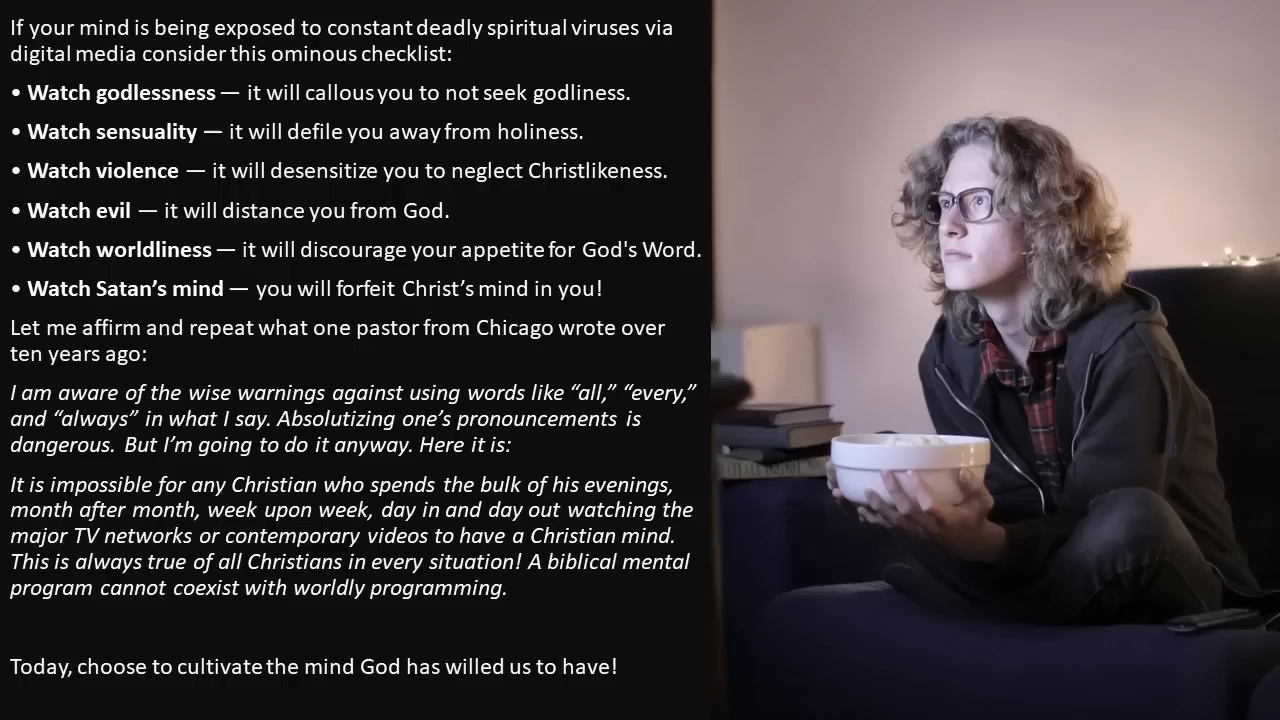 If your mind is being exposed to constant deadly spiritual viruses via
digital media consider this ominous checklist:
• Watch godlessness — it will callous you to not seek godliness.
• Watch sensuality — it will defile you away from holiness.
• Watch violence — it will desensitize you to neglect Christlikeness.
• Watch evil — it will distance you from God.
• Watch worldliness — it will discourage your appetite for God's Word.
• Watch Satan’s mind — you will forfeit Christ’s mind in you!
Let me affirm and repeat what one pastor from Chicago wrote over
ten years ago:
I am aware of the wise warnings against using words like “all,” “every,”
and “always” in what I say. Absolutizing one’s pronouncements is
dangerous. But I’m going to do it anyway. Here it is:
It is impossible for any Christian who spends the bulk of his evenings,
month after month, week upon week, day in and day out watching the
major TV networks or contemporary videos to have a Christian mind.
This is always true of all Christians in every situation! A biblical mental
program cannot coexist with worldly programming.
Today, choose to cultivate the mind God has willed us to have!